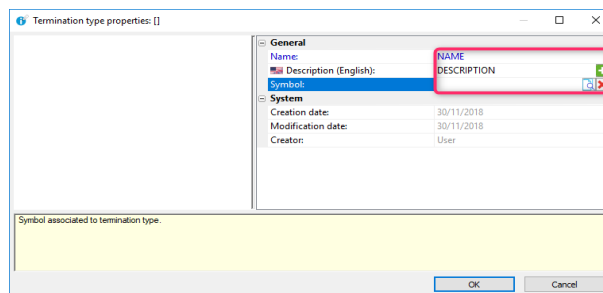 Termination type properties: []
General
Name: NAME
Description (English): DESCRIPTION
Symbol:
System
Creation date: 30/11/2018
Modification date: 30/11/2018
Creator: User
Symbol associated to termination type.
OK Cancel